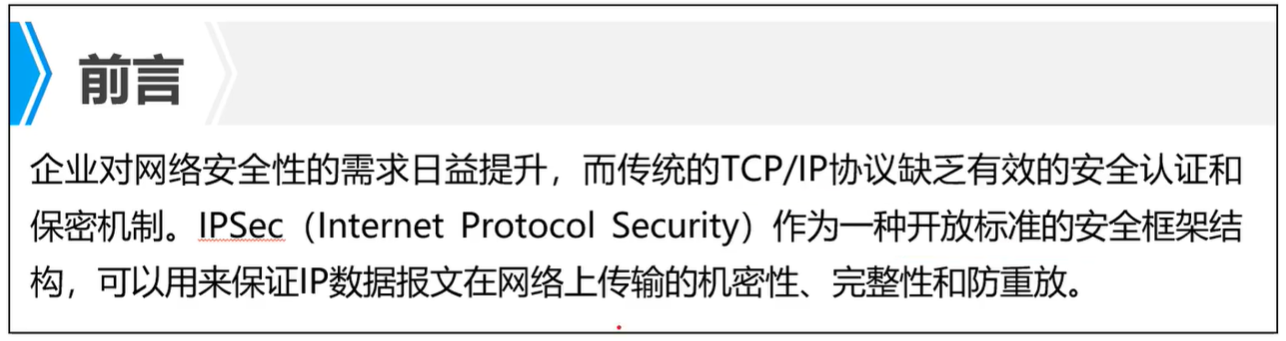 前言
企业对网络安全性的需求日益提升，而传统的TCP/IP协议缺乏有效的安全认证和
保密机制。IPSec（Internet Protocol Security）作为一种开放标准的安全框架结
构，可以用来保证IP数据报文在网络上传输的机密性、完整性和防重放。